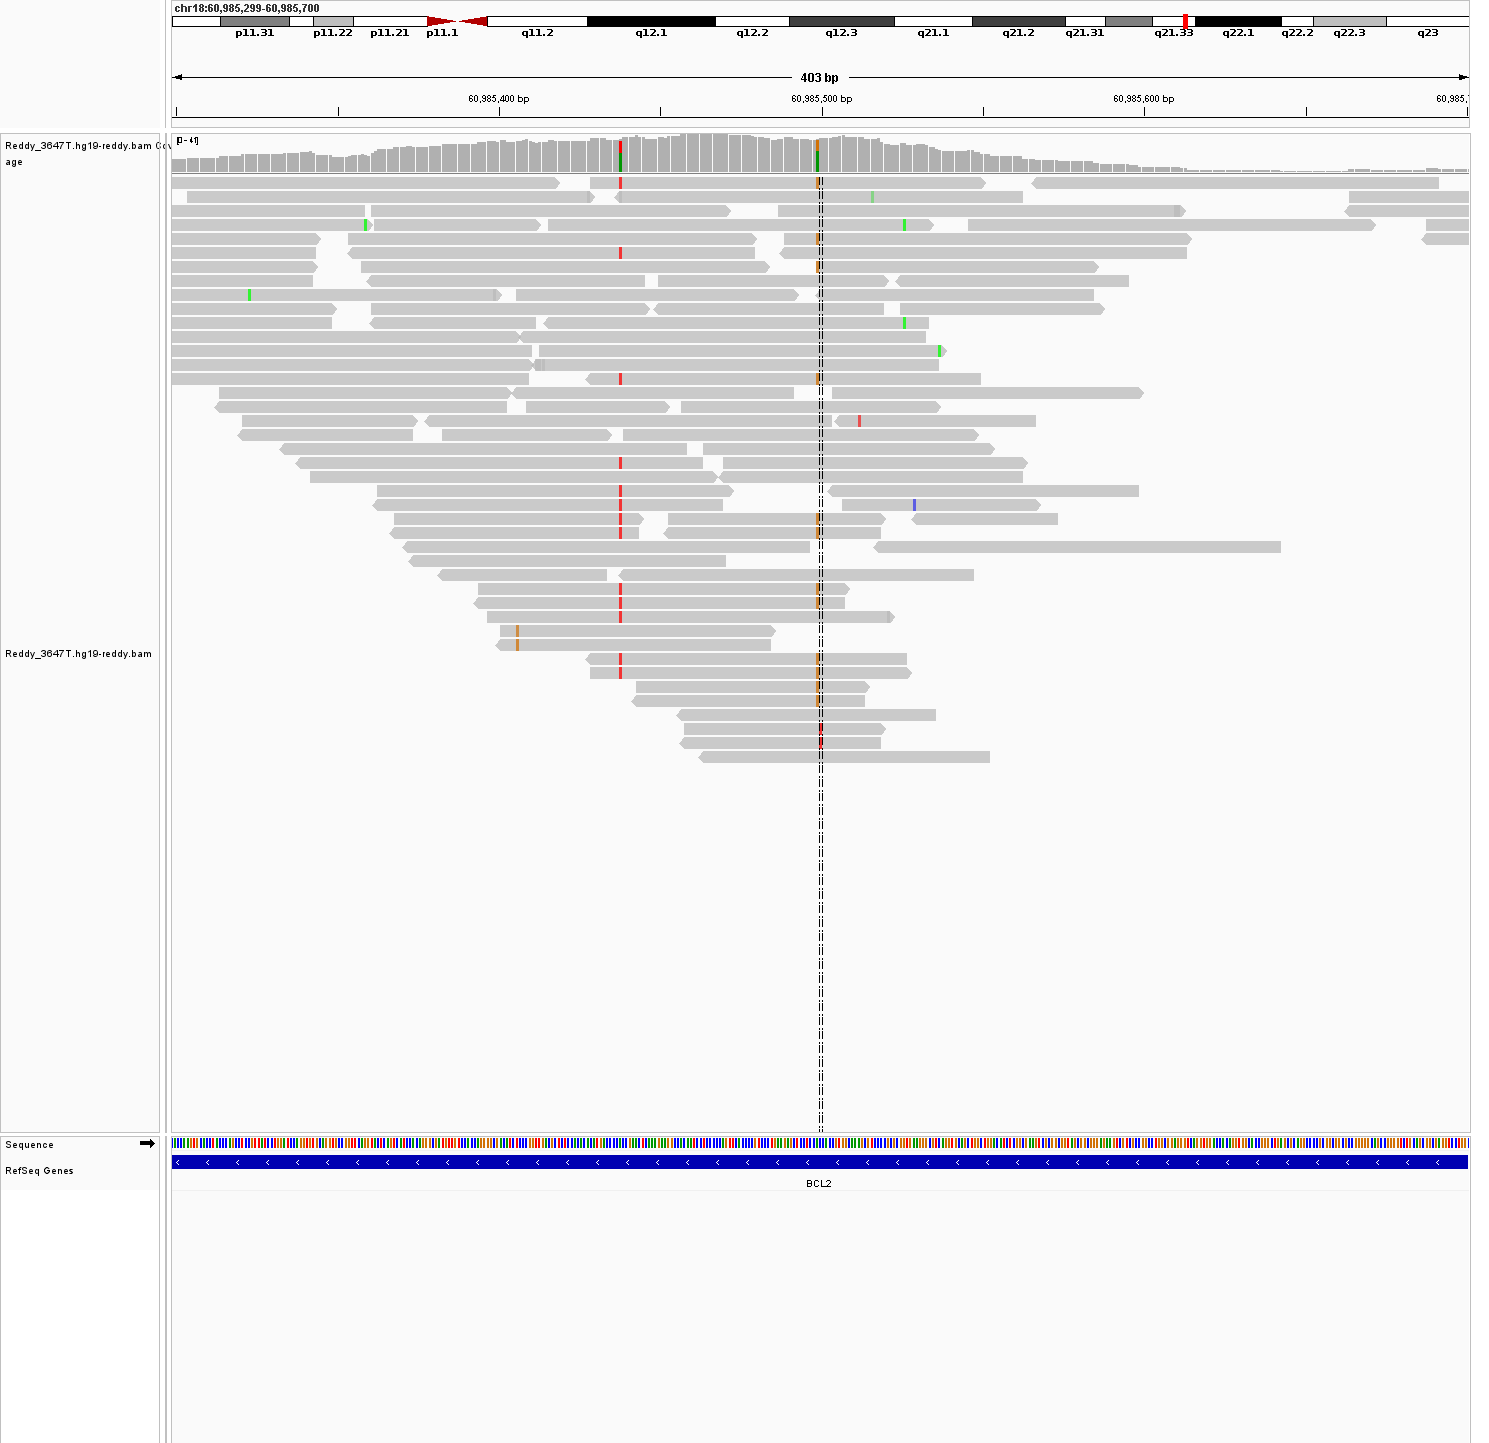 chr18:60,985,299-60,985,700
p11.31 p11.22 p11.21 p11.1 q11.2 q12.1 q12.2 q12.3 q21.1 q21.2 q21.31 q21.33 q22.1 q22.2 q22.3 q23
403 bp
60,985,400 bp 60,985,500 bp 60,985,600 bp 60,985,7
[0 - 41]
Reddy_3647T.hg19-reddy.bam Cov
age
Reddy_3647T.hg19-reddy.bam
Sequence
RefSeq Genes
BCL2